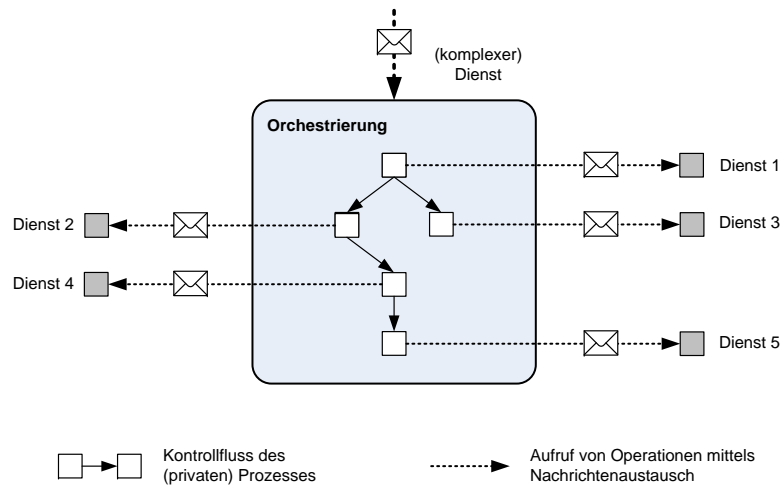 (komplexer)
Dienst
Orchestrierung
Dienst 1
Dienst 2
Dienst 3
Dienst 4
Dienst 5
Kontrollfluss des
(privaten) Prozesses
Aufruf von Operationen mittels
Nachrichtenaustausch